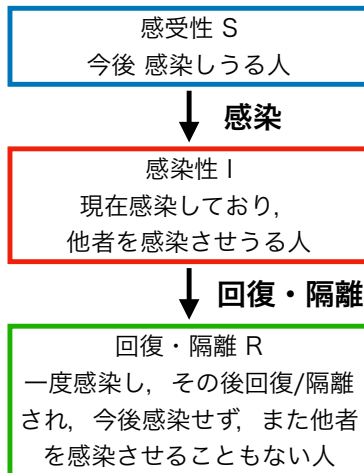 感受性 S
今後 感染しうる人
感染
感染性 I
現在感染しており，
他者を感染させうる人
回復・隔離
回復・隔離 R
一度感染し，その後回復/隔離
され，今後感染せず，また他者
を感染させることもない人